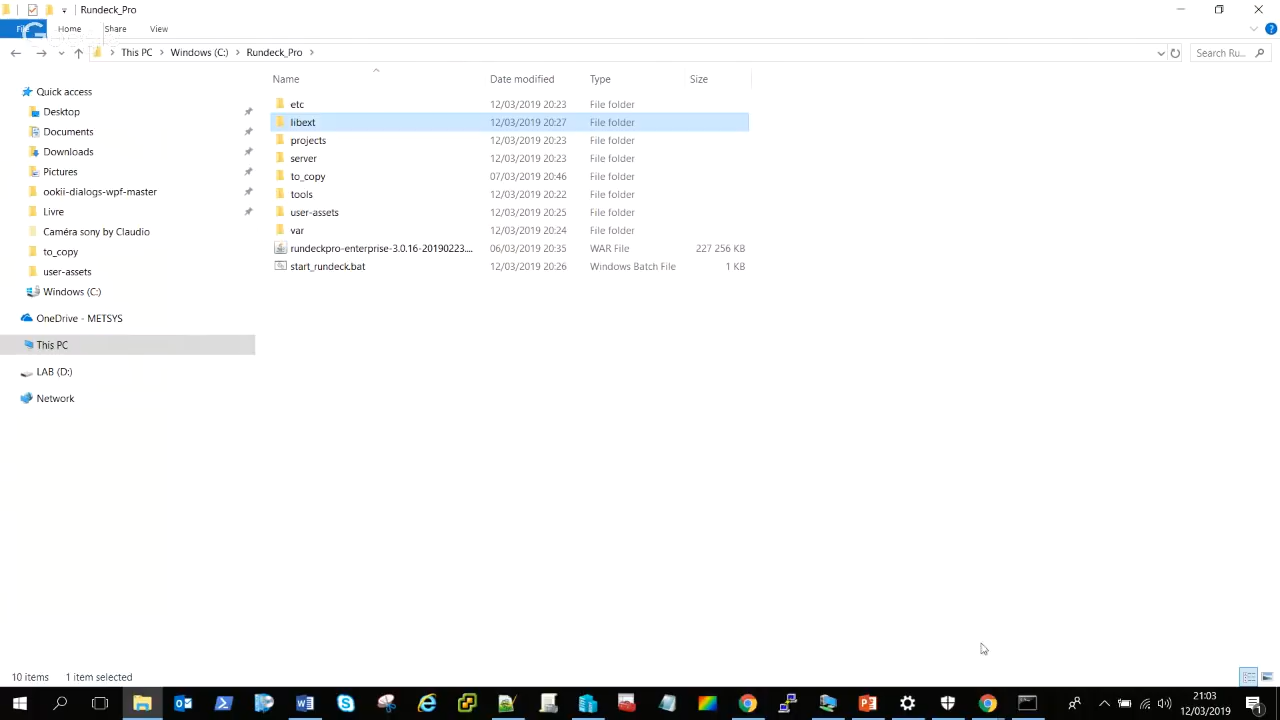 Rundeck_Pro
File Home Share View
This PC Windows (C:) Rundeck_Pro
Search Ru...
Name Date modified Type Size
Quick access
Desktop
Documents
Downloads
Pictures
ookii-dialogs-wpf-master
Livre
Caméra sony by Claudio
to_copy
user-assets
Windows (C:)
OneDrive - METSYS
This PC
LAB (D:)
Network
etc 12/03/2019 20:23 File folder
libext 12/03/2019 20:27 File folder
projects 12/03/2019 20:23 File folder
server 12/03/2019 20:23 File folder
to_copy 07/03/2019 20:46 File folder
tools 12/03/2019 20:22 File folder
user-assets 12/03/2019 20:25 File folder
var 12/03/2019 20:24 File folder
rundeckpro-enterprise-3.0.16-20190223.... 06/03/2019 20:35 WAR File 227 256 KB
start_rundeck.bat 12/03/2019 20:26 Windows Batch File 1 KB
10 items 1 item selected
21:03
12/03/2019